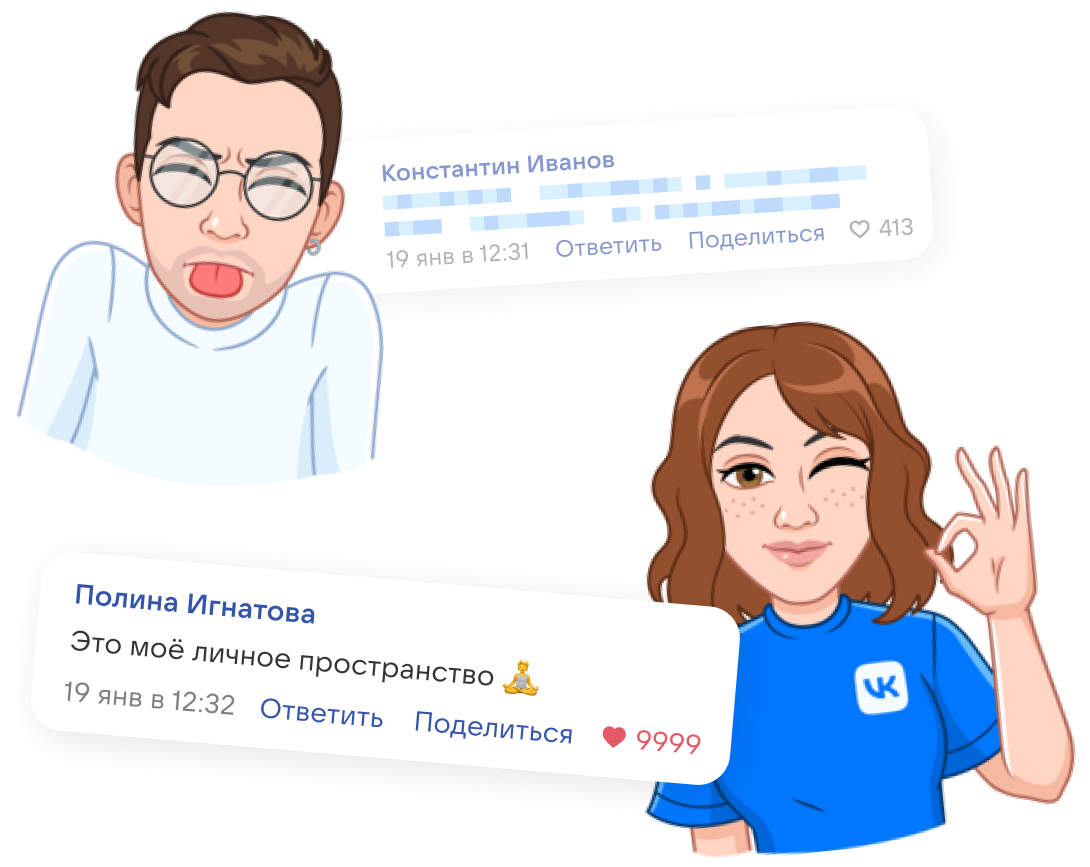 Константин Иванов
19 янв в 12:31 Ответить Поделиться 413
VK
Полина Игнатова
Это моё личное пространство 🧘
19 янв в 12:32 Ответить Поделиться 9999